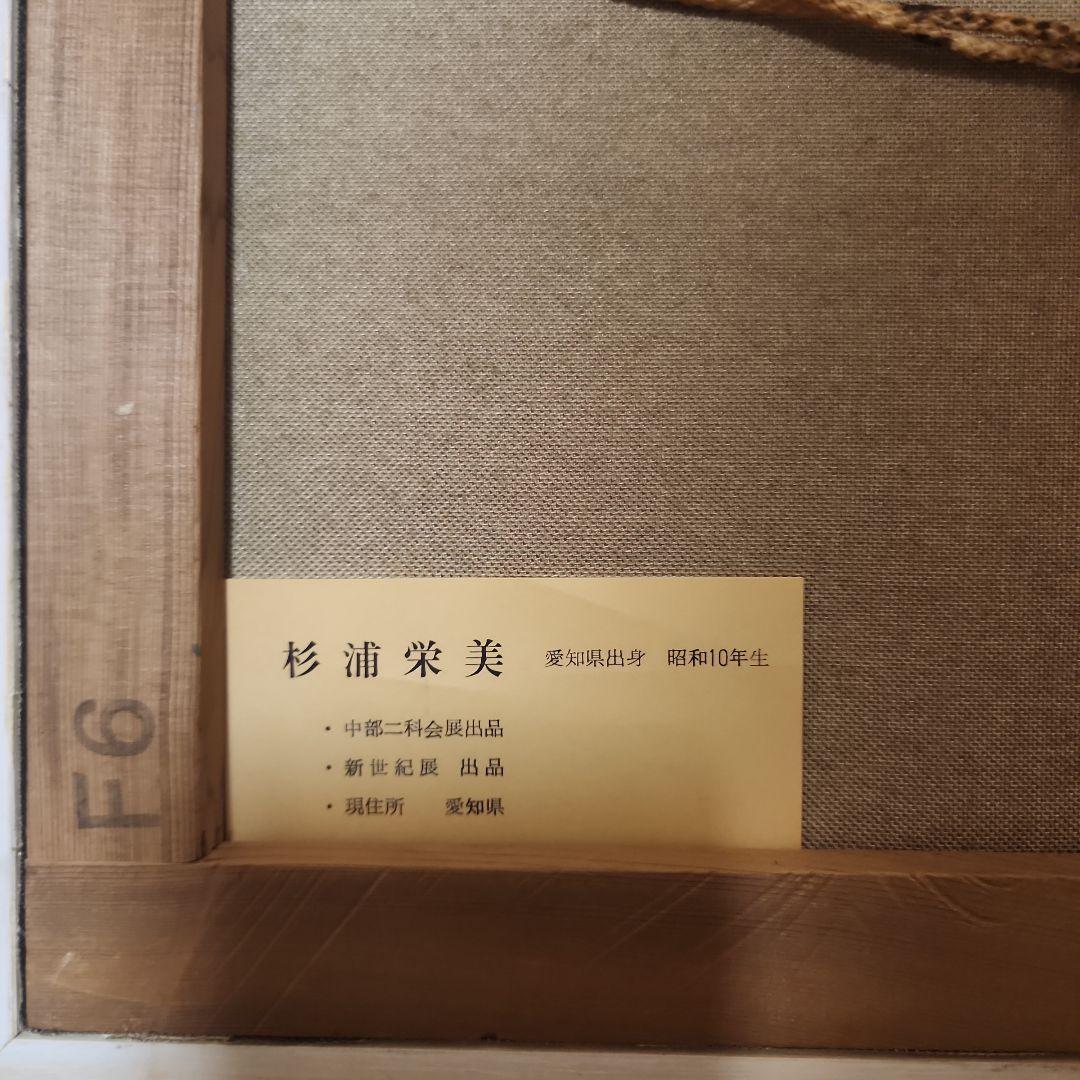 杉浦栄美 愛知県出身 昭和10年生
・中部二科会展出品
・新世紀展 出品
・現住所 愛知県
F6